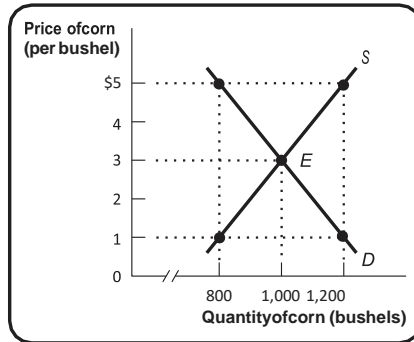 Price ofcorn
(per bushel)
S
$5
4
3
E
2
1
D
0
800 1,000 1,200
Quantityofcorn (bushels)